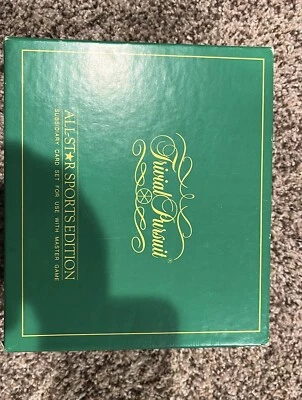 Trivial Pursuit®
ALL-STAR SPORTS EDITION
SUBSIDIARY CARD SET FOR USE WITH MASTER GAME